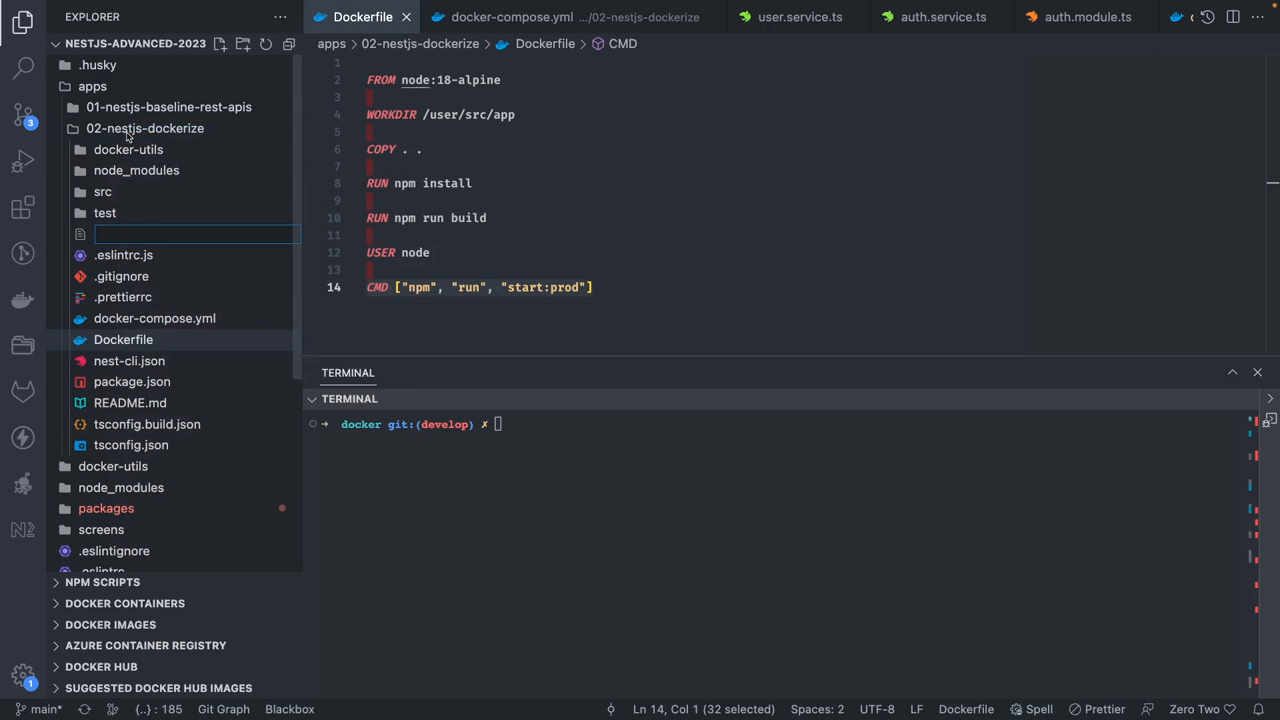 EXPLORER
NESTJS-ADVANCED-2023
.husky
apps
01-nestjs-baseline-rest-apis
02-nestjs-dockerize
docker-utils
node_modules
src
test
.eslintrc.js
.gitignore
.prettierrc
docker-compose.yml
Dockerfile
nest-cli.json
package.json
README.md
tsconfig.build.json
tsconfig.json
docker-utils
node_modules
packages
screens
.eslintignore
.eslintrc
NPM SCRIPTS
DOCKER CONTAINERS
DOCKER IMAGES
AZURE CONTAINER REGISTRY
DOCKER HUB
SUGGESTED DOCKER HUB IMAGES
3
1
Dockerfile docker-compose.yml .../02-nestjs-dockerize user.service.ts auth.service.ts auth.module.ts
apps > 02-nestjs-dockerize > Dockerfile > CMD
1
2 FROM node:18-alpine
3
4 WORKDIR /user/src/app
5
6 COPY . .
7
8 RUN npm install
9
10 RUN npm run build
11
12 USER node
13
14 CMD ["npm", "run", "start:prod"]
TERMINAL
TERMINAL
docker git:(develop) ✗
main* {..} : 185 Git Graph Blackbox Ln 14, Col 1 (32 selected) Spaces: 2 UTF-8 LF Dockerfile Spell Prettier Zero Two